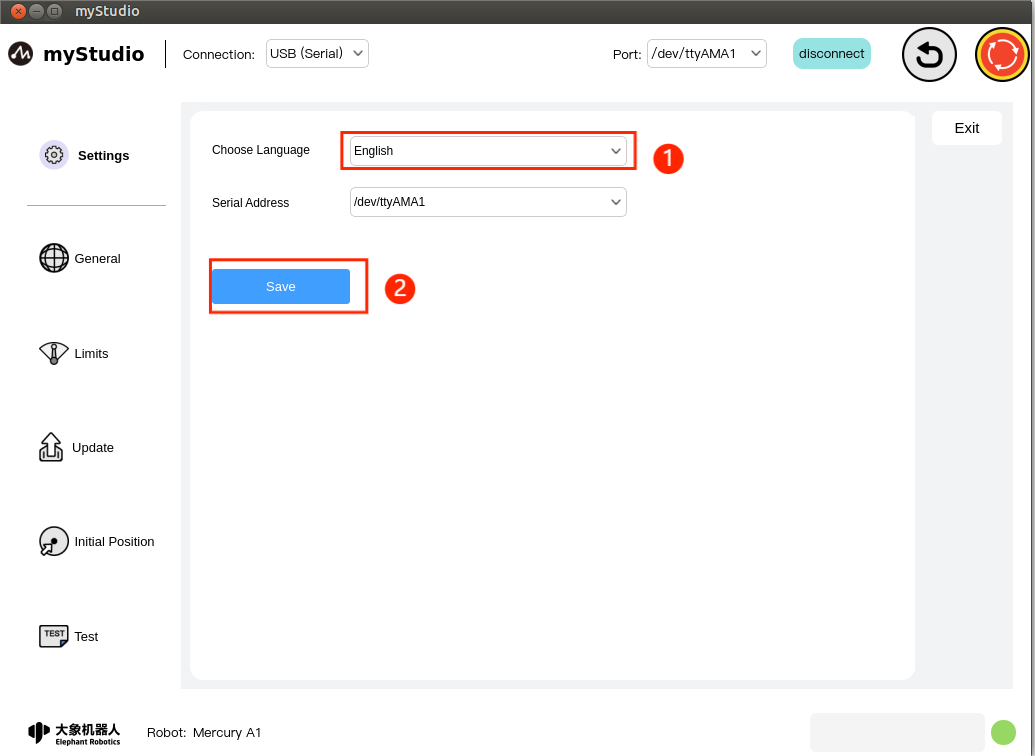 myStudio
myStudio
Connection: USB (Serial)
Port: /dev/ttyAMA1
disconnect
Settings
General
Limits
Update
Initial Position
TEST Test
Choose Language English
1
Serial Address /dev/ttyAMA1
Save
2
Exit
大象机器人
Elephant Robotics
Robot: Mercury A1